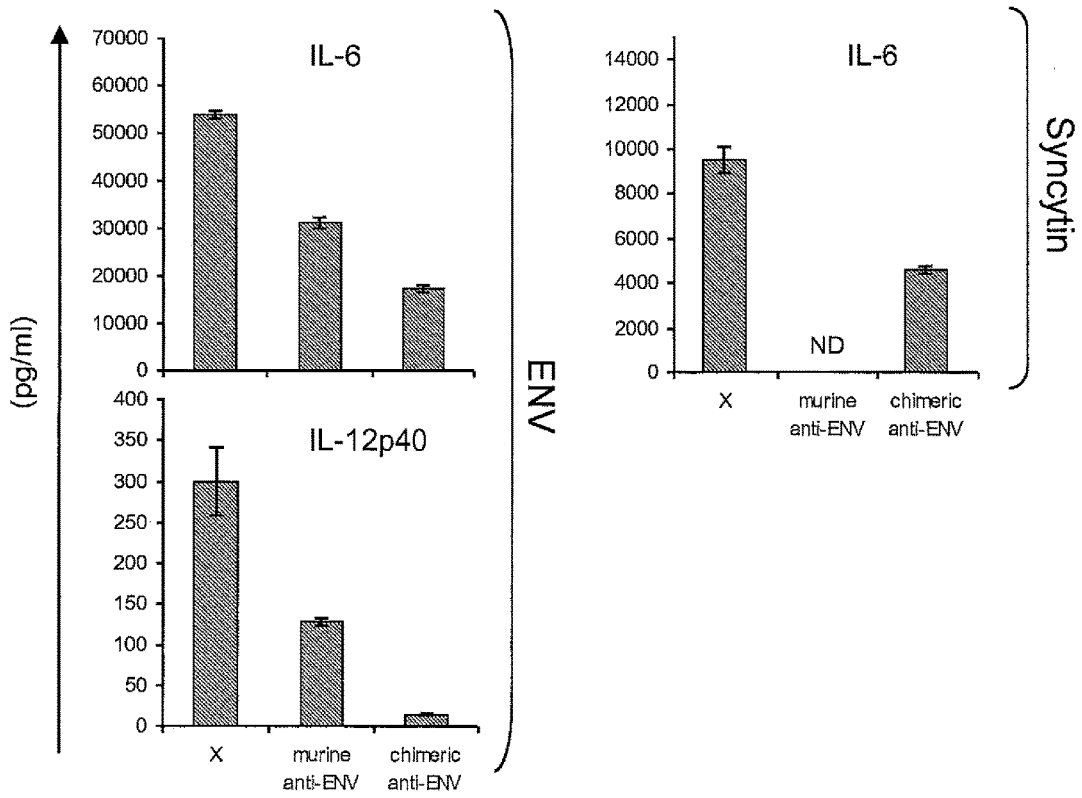 (pg/ml)
IL-6
70000
60000
50000
40000
30000
20000
10000
0
IL-12p40
400
350
300
250
200
150
100
50
0
X
murine
anti-ENV
chimeric
anti-ENV
ENV
IL-6
14000
12000
10000
8000
6000
4000
2000
0
ND
X
murine
anti-ENV
chimeric
anti-ENV
Syncytin